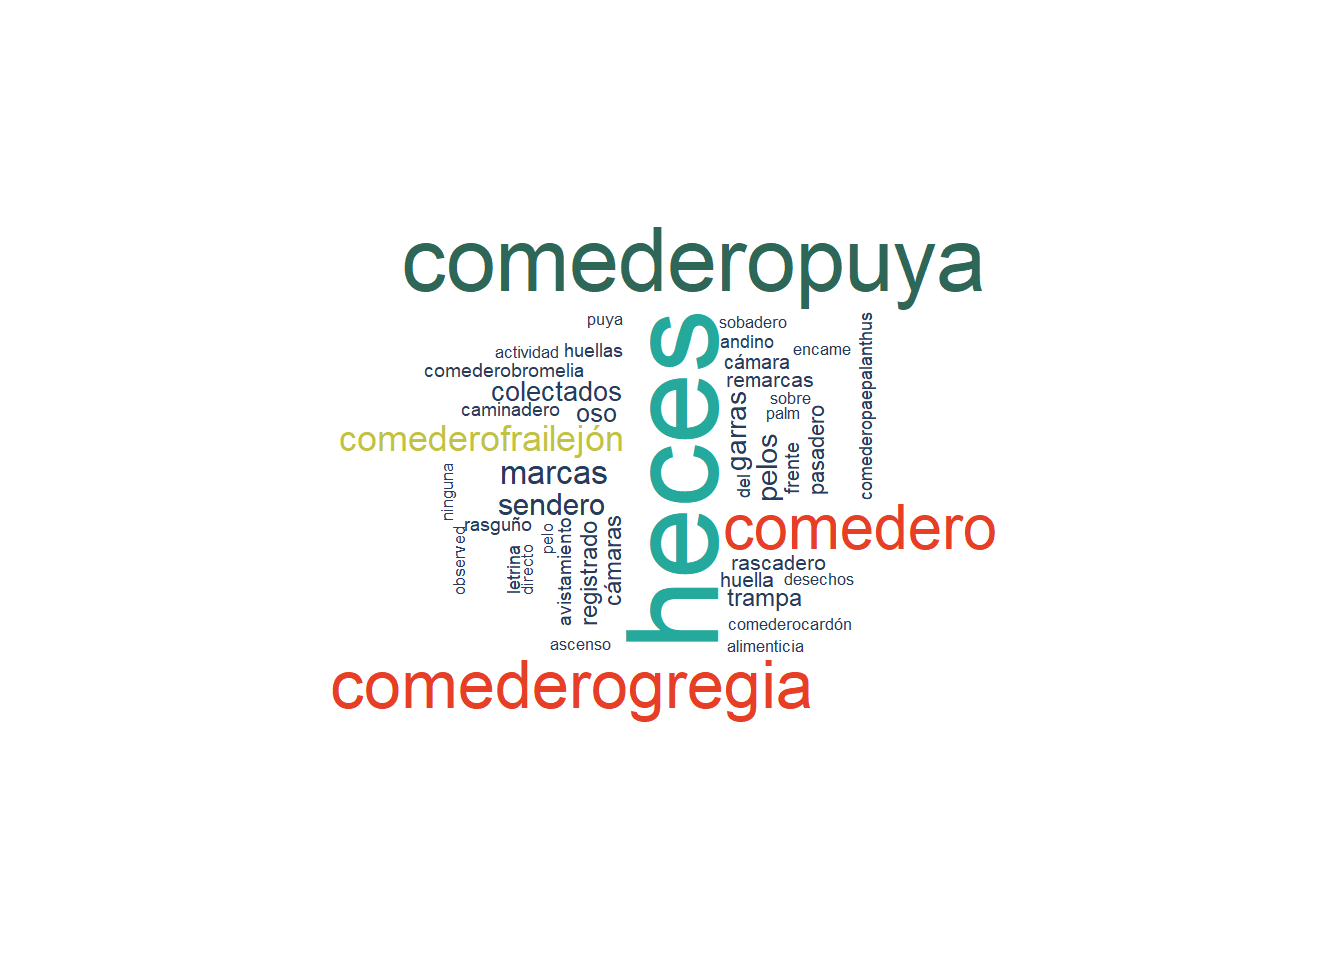 comederopuya
puya
sobadero
actividad
huellas
andino
encame
comederobromelia
cámara
colectados
remarcas
caminadero
oso
sobre
palm
comederofrailejón
heces
garras
pelos
frente
pasadero
comederopaepalanthus
del
marcas
sendero
ninguna
rasguño
comedero
observed
letrina
directo
pelo
avistamiento
registrado
cámaras
rascadero
huella
desechos
trampa
comederocardón
ascenso
alimenticia
comederogregia